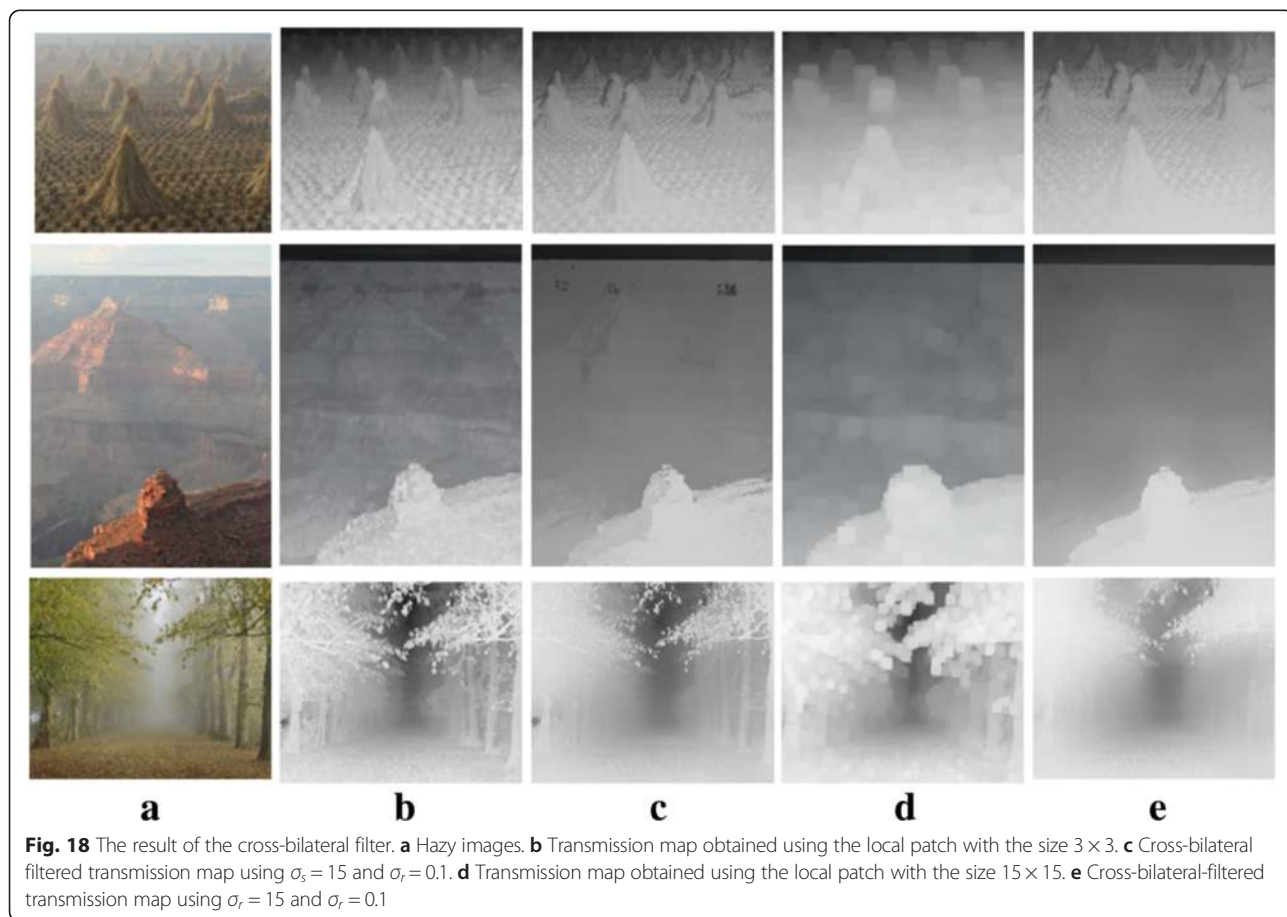 a b c d e
Fig. 18 The result of the cross-bilateral filter. a Hazy images. b Transmission map obtained using the local patch with the size 3 × 3. c Cross-bilateral
filtered transmission map using σs = 15 and σr = 0.1. d Transmission map obtained using the local patch with the size 15 × 15. e Cross-bilateral-filtered
transmission map using σr = 15 and σr = 0.1